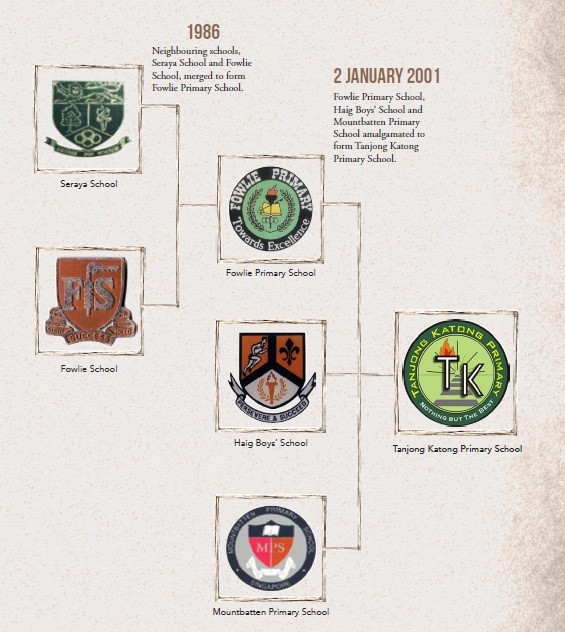 1986
Neighbouring schools,
Seraya School and Fowlie
School, merged to form
Fowlie Primary School.
2 JANUARY 2001
Fowlie Primary School,
Haig Boys' School and
Mountbatten Primary
School amalgamated to
form Tanjong Katong
Primary School.
Seraya School
FOWLIE PRIMARY
Towards Excellence
Fowlie Primary School
FS
SUCCESS
Fowlie School
PERSEVERE & SUCCEED
Haig Boys' School
TANJONG KATONG PRIMARY
TK
NOTHING BUT THE BEST
Tanjong Katong Primary School
MOUNTBATTEN PRIMARY SCHOOL
MPS
SINGAPORE
Mountbatten Primary School